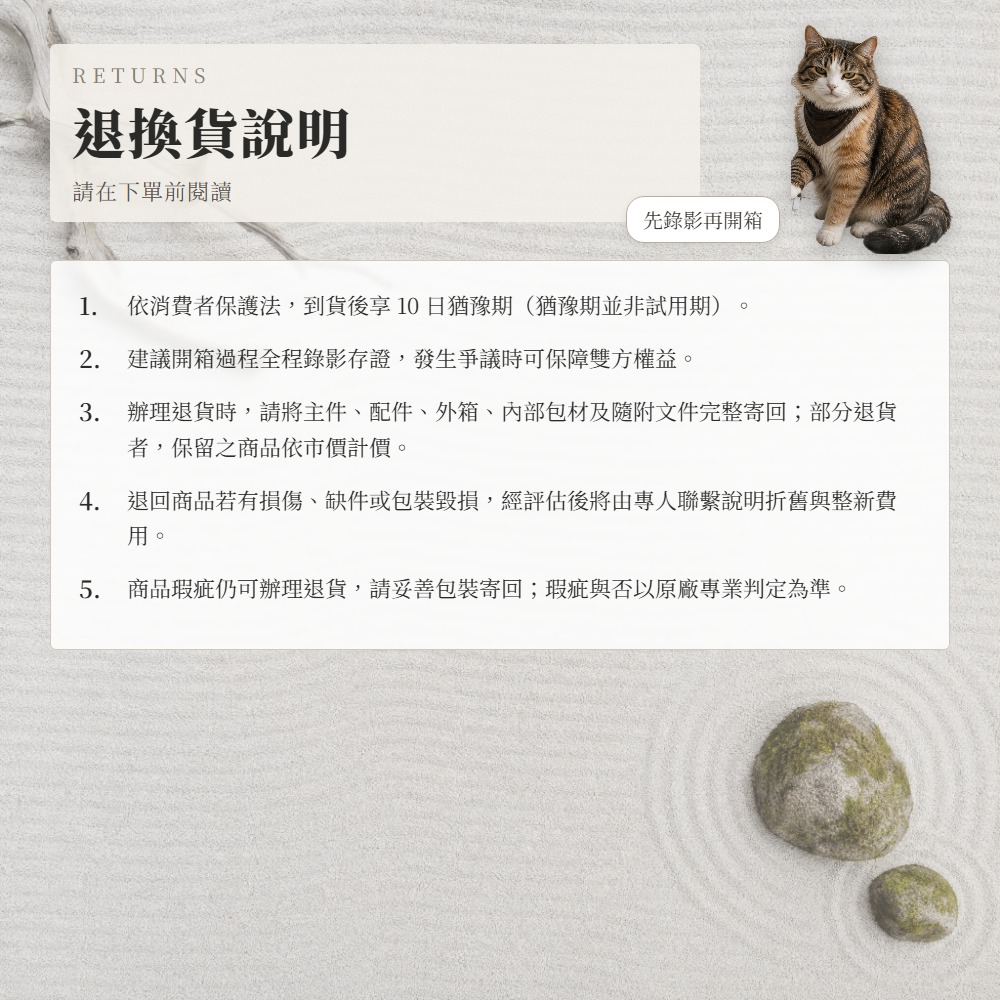 RETURNS
退換貨說明
請在下單前閱讀
先錄影再開箱
1. 依消費者保護法，到貨後享 10 日猶豫期（猶豫期並非試用期）。
2. 建議開箱過程全程錄影存證，發生爭議時可保障雙方權益。
3. 辦理退貨時，請將主件、配件、外箱、內部包材及隨附文件完整寄回；部分退貨
者，保留之商品依市價計價。
4. 退回商品若有損傷、缺件或包裝毀損，經評估後將由專人聯繫說明折舊與整新費
用。
5. 商品瑕疵仍可辦理退貨，請妥善包裝寄回；瑕疵與否以原廠專業判定為準。